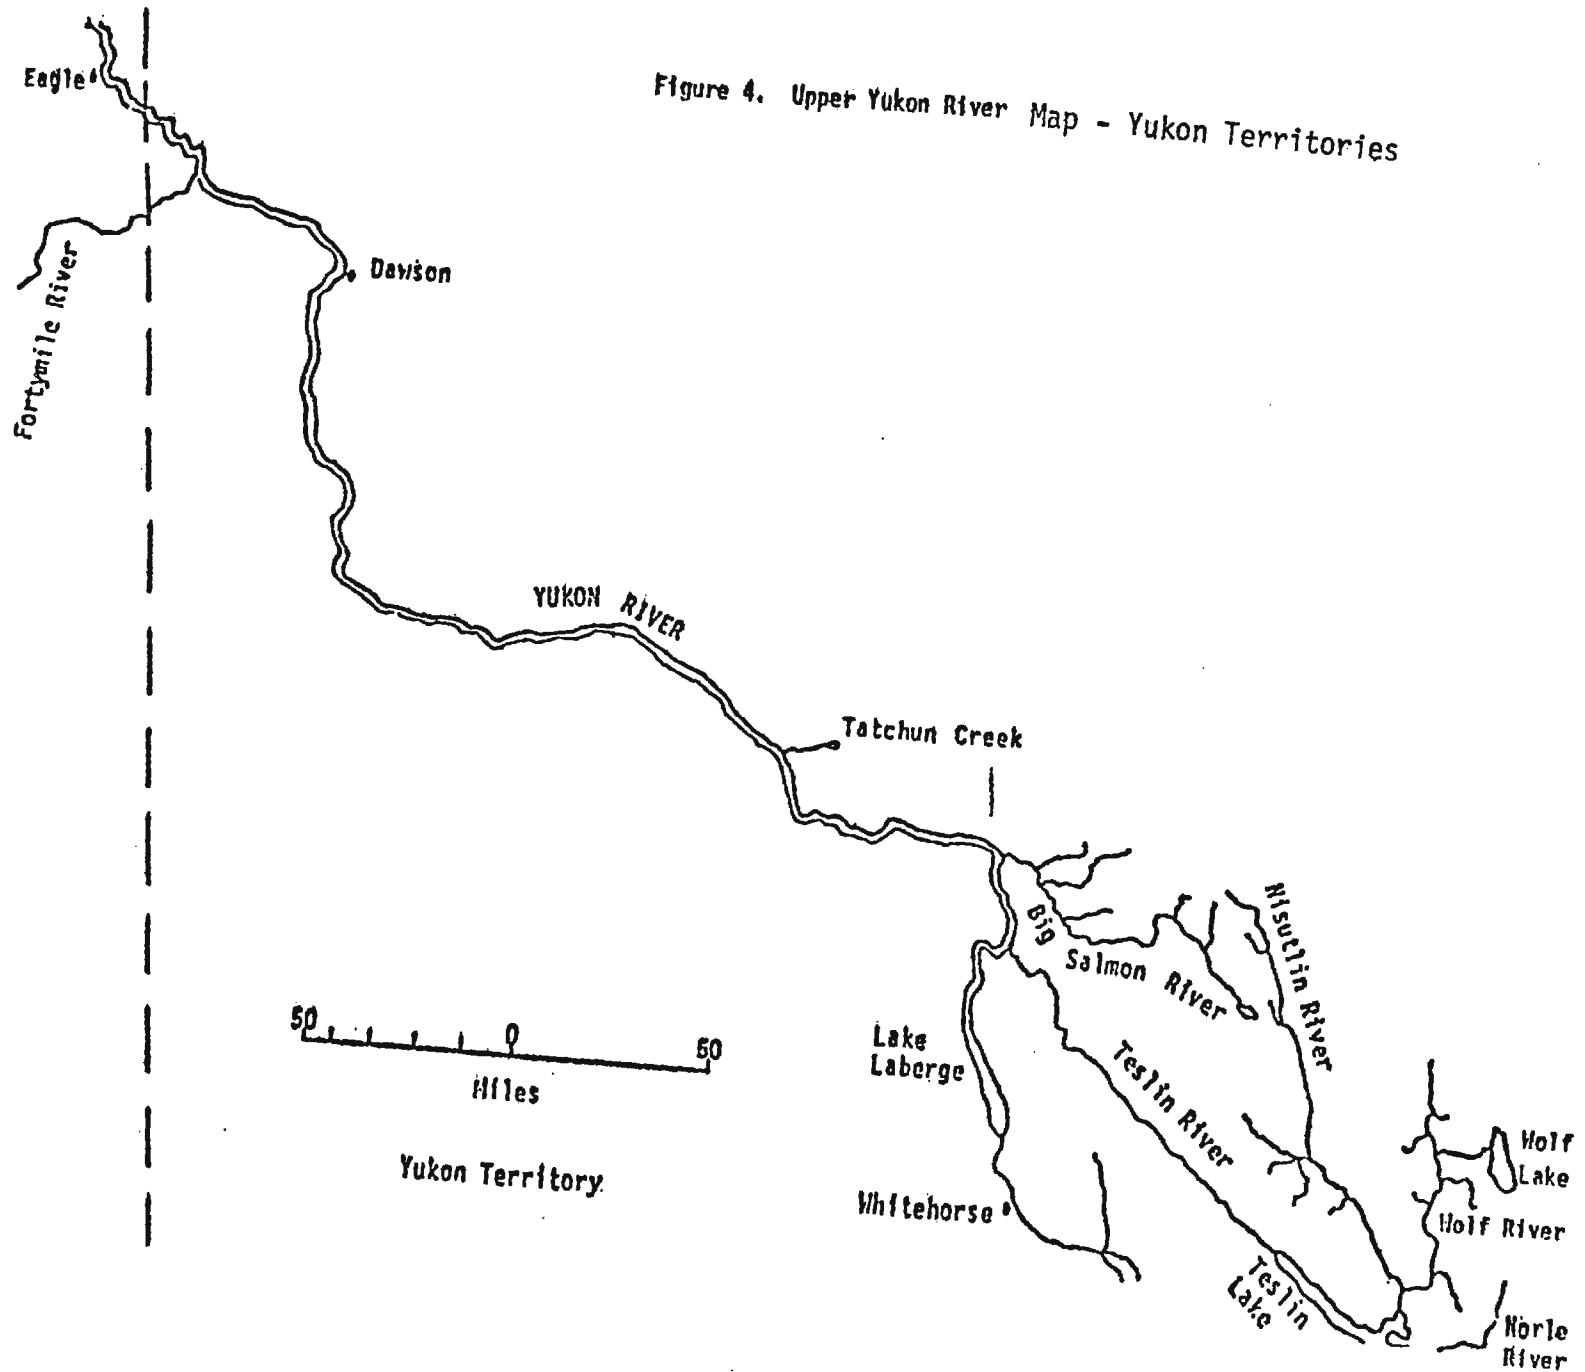 Figure 4. Upper Yukon River Map - Yukon Territories
Eagle
Fortymile River
Dawson
YUKON RIVER
Tatchun Creek
Big
Salmon River
Nisutlin River
50 0 50
Miles
Yukon Territory
Lake
Laberge
Teslin River
Whitehorse
Wolf
Lake
Wolf River
Teslin
Lake
Morle
River